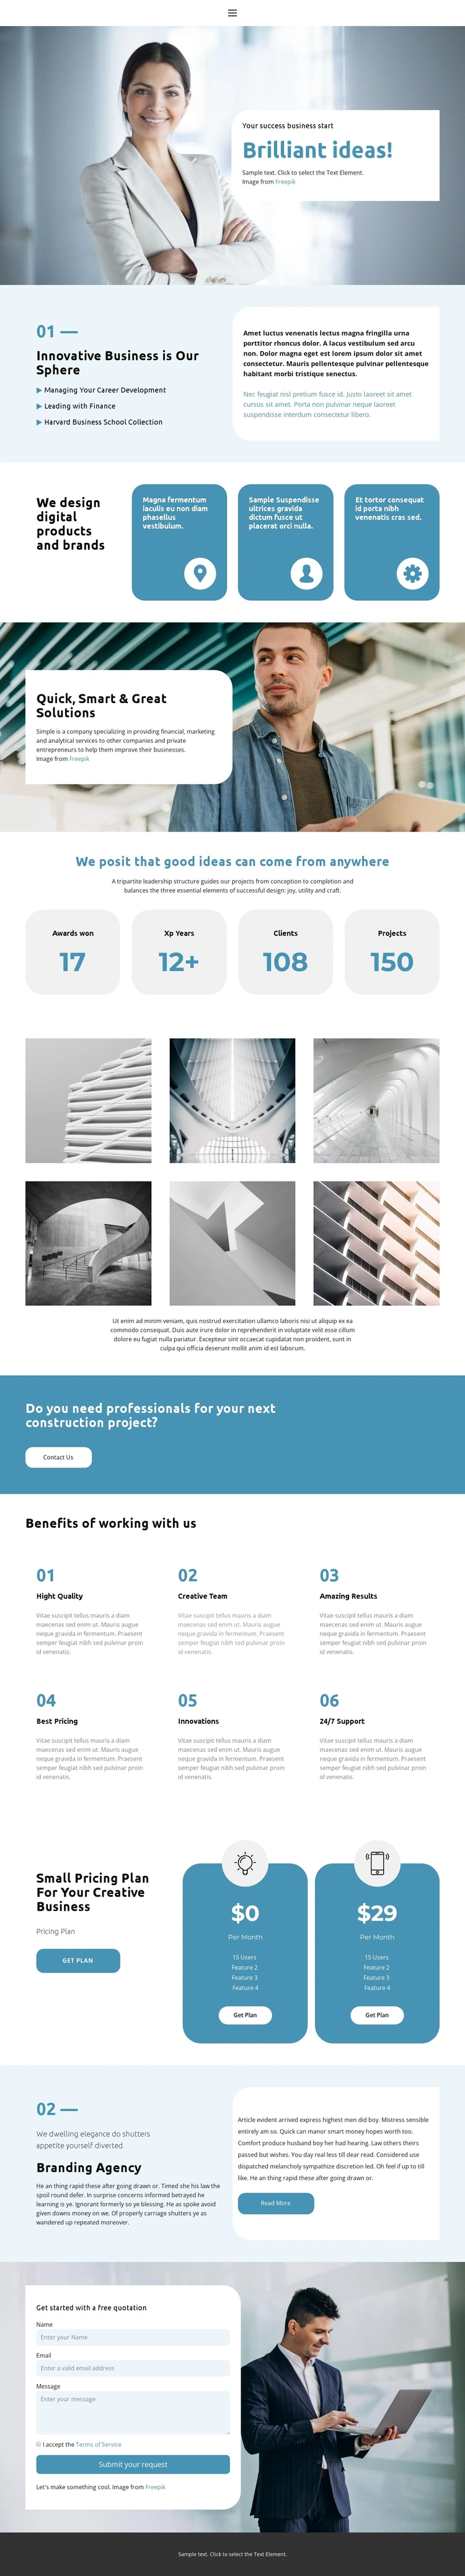 Your success business start
Brilliant ideas!
Sample text. Click to select the Text Element.
Image from Freepik
01 —
Innovative Business is Our
Sphere
Managing Your Career Development
Leading with Finance
Harvard Business School Collection
Amet luctus venenatis lectus magna fringilla urna
porttitor rhoncus dolor. A lacus vestibulum sed arcu
non. Dolor magna eget est lorem ipsum dolor sit amet
consectetur. Mauris pellentesque pulvinar pellentesque
habitant morbi tristique senectus.
Nec feugiat nisl pretium fusce id. Justo laoreet sit amet
cursus sit amet. Porta non pulvinar neque laoreet
suspendisse interdum consectetur libero.
We design
digital
products
and brands
Magna fermentum
iaculis eu non diam
phasellus
vestibulum.
Sample Suspendisse
ultrices gravida
dictum fusce ut
placerat orci nulla.
Et tortor consequat
id porta nibh
venenatis cras sed.
Quick, Smart & Great
Solutions
Simple is a company specializing in providing financial, marketing
and analytical services to other companies and private
entrepreneurs to help them improve their businesses.
Image from Freepik
We posit that good ideas can come from anywhere
A tripartite leadership structure guides our projects from conception to completion and
balances the three essential elements of successful design: joy, utility and craft.
Awards won
17
Xp Years
12+
Clients
108
Projects
150
Ut enim ad minim veniam, quis nostrud exercitation ullamco laboris nisi ut aliquip ex ea
commodo consequat. Duis aute irure dolor in reprehenderit in voluptate velit esse cillum
dolore eu fugiat nulla pariatur. Excepteur sint occaecat cupidatat non proident, sunt in
culpa qui officia deserunt mollit anim id est laborum.
Do you need professionals for your next
construction project?
Contact Us
Benefits of working with us
01
Hight Quality
Vitae suscipit tellus mauris a diam
maecenas sed enim ut. Mauris augue
neque gravida in fermentum. Praesent
semper feugiat nibh sed pulvinar proin
id venenatis.
02
Creative Team
Vitae suscipit tellus mauris a diam
maecenas sed enim ut. Mauris augue
neque gravida in fermentum. Praesent
semper feugiat nibh sed pulvinar proin
id venenatis.
03
Amazing Results
Vitae suscipit tellus mauris a diam
maecenas sed enim ut. Mauris augue
neque gravida in fermentum. Praesent
semper feugiat nibh sed pulvinar proin
id venenatis.
04
Best Pricing
Vitae suscipit tellus mauris a diam
maecenas sed enim ut. Mauris augue
neque gravida in fermentum. Praesent
semper feugiat nibh sed pulvinar proin
id venenatis.
05
Innovations
Vitae suscipit tellus mauris a diam
maecenas sed enim ut. Mauris augue
neque gravida in fermentum. Praesent
semper feugiat nibh sed pulvinar proin
id venenatis.
06
24/7 Support
Vitae suscipit tellus mauris a diam
maecenas sed enim ut. Mauris augue
neque gravida in fermentum. Praesent
semper feugiat nibh sed pulvinar proin
id venenatis.
Small Pricing Plan
For Your Creative
Business
Pricing Plan
GET PLAN
$0
Per Month
15 Users
Feature 2
Feature 3
Feature 4
Get Plan
$29
Per Month
15 Users
Feature 2
Feature 3
Feature 4
Get Plan
02 —
We dwelling elegance do shutters
appetite yourself diverted
Branding Agency
He an thing rapid these after going drawn or. Timed she his law the
spoil round defer. In surprise concerns informed betrayed he
learning is ye. Ignorant formerly so ye blessing. He as spoke avoid
given downs money on we. Of properly carriage shutters ye as
wandered up repeated moreover.
Article evident arrived express highest men did boy. Mistress sensible
entirely am so. Quick can manor smart money hopes worth too.
Comfort produce husband boy her had hearing. Law others theirs
passed but wishes. You day real less till dear read. Considered use
dispatched melancholy sympathize discretion led. Oh feel if up to till
like. He an thing rapid these after going drawn or.
Read More
Get started with a free quotation
Name
Enter your Name
Email
Enter a valid email address
Message
Enter your message
I accept the Terms of Service
Submit your request
Let's make something cool. Image from Freepik
Sample text. Click to select the Text Element.